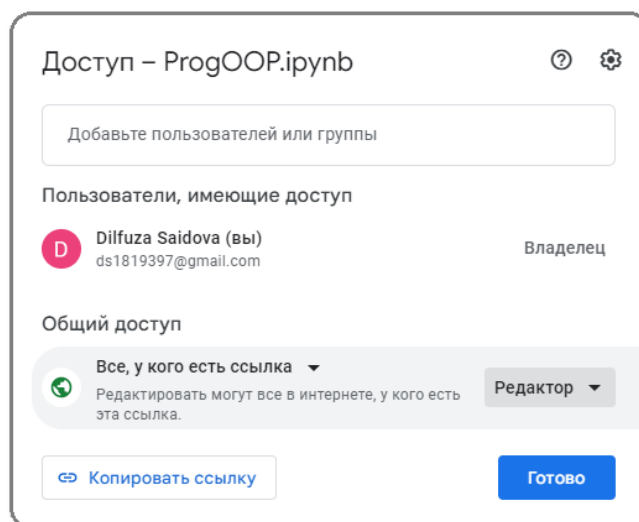 Доступ – ProgOOP.ipynb
Добавьте пользователей или группы
Пользователи, имеющие доступ
D
Dilfuza Saidova (вы)
ds1819397@gmail.com
Владелец
Общий доступ
Все, у кого есть ссылка
Редактировать могут все в интернете, у кого есть
эта ссылка.
Редактор
Копировать ссылку
Готово